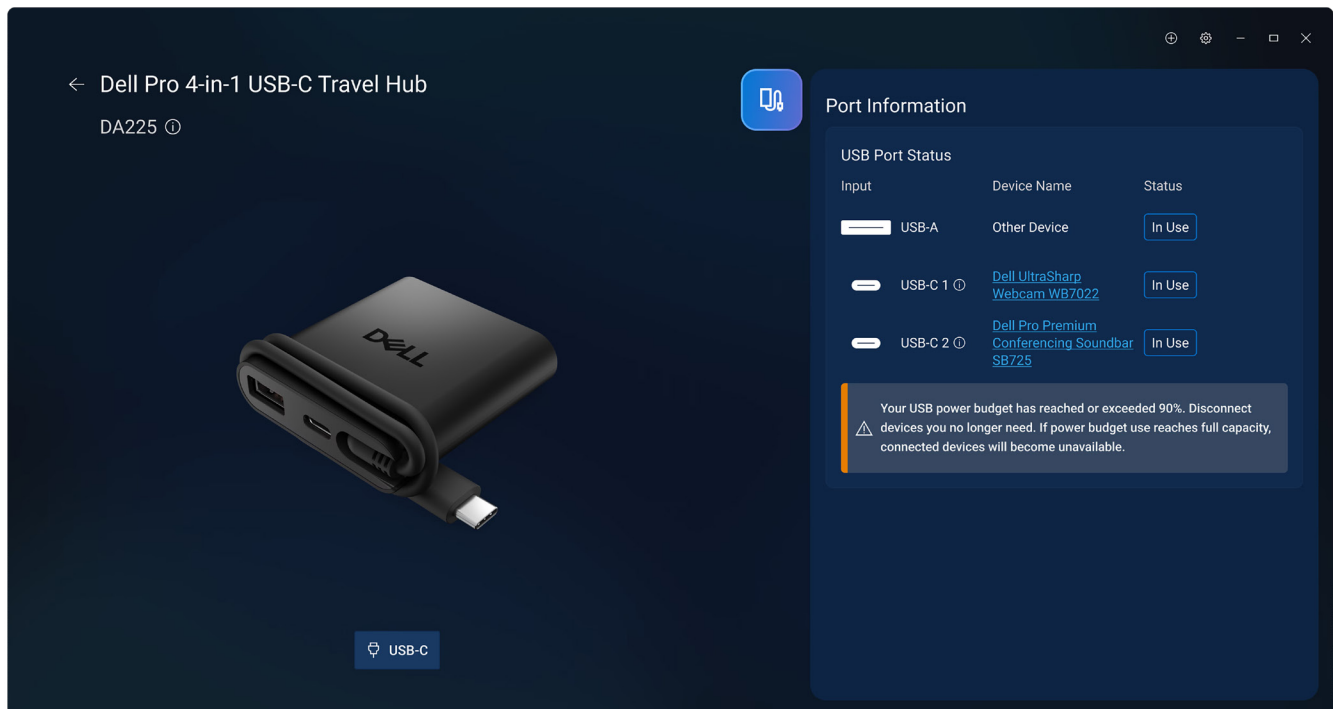 Dell Pro 4-in-1 USB-C Travel Hub
DA225
DELL
USB-C
Port Information
USB Port Status
Input Device Name Status
USB-A Other Device In Use
USB-C 1 Dell UltraSharp
Webcam WB7022 In Use
USB-C 2 Dell Pro Premium
Conferencing Soundbar
SB725 In Use
Your USB power budget has reached or exceeded 90%. Disconnect
devices you no longer need. If power budget use reaches full capacity,
connected devices will become unavailable.